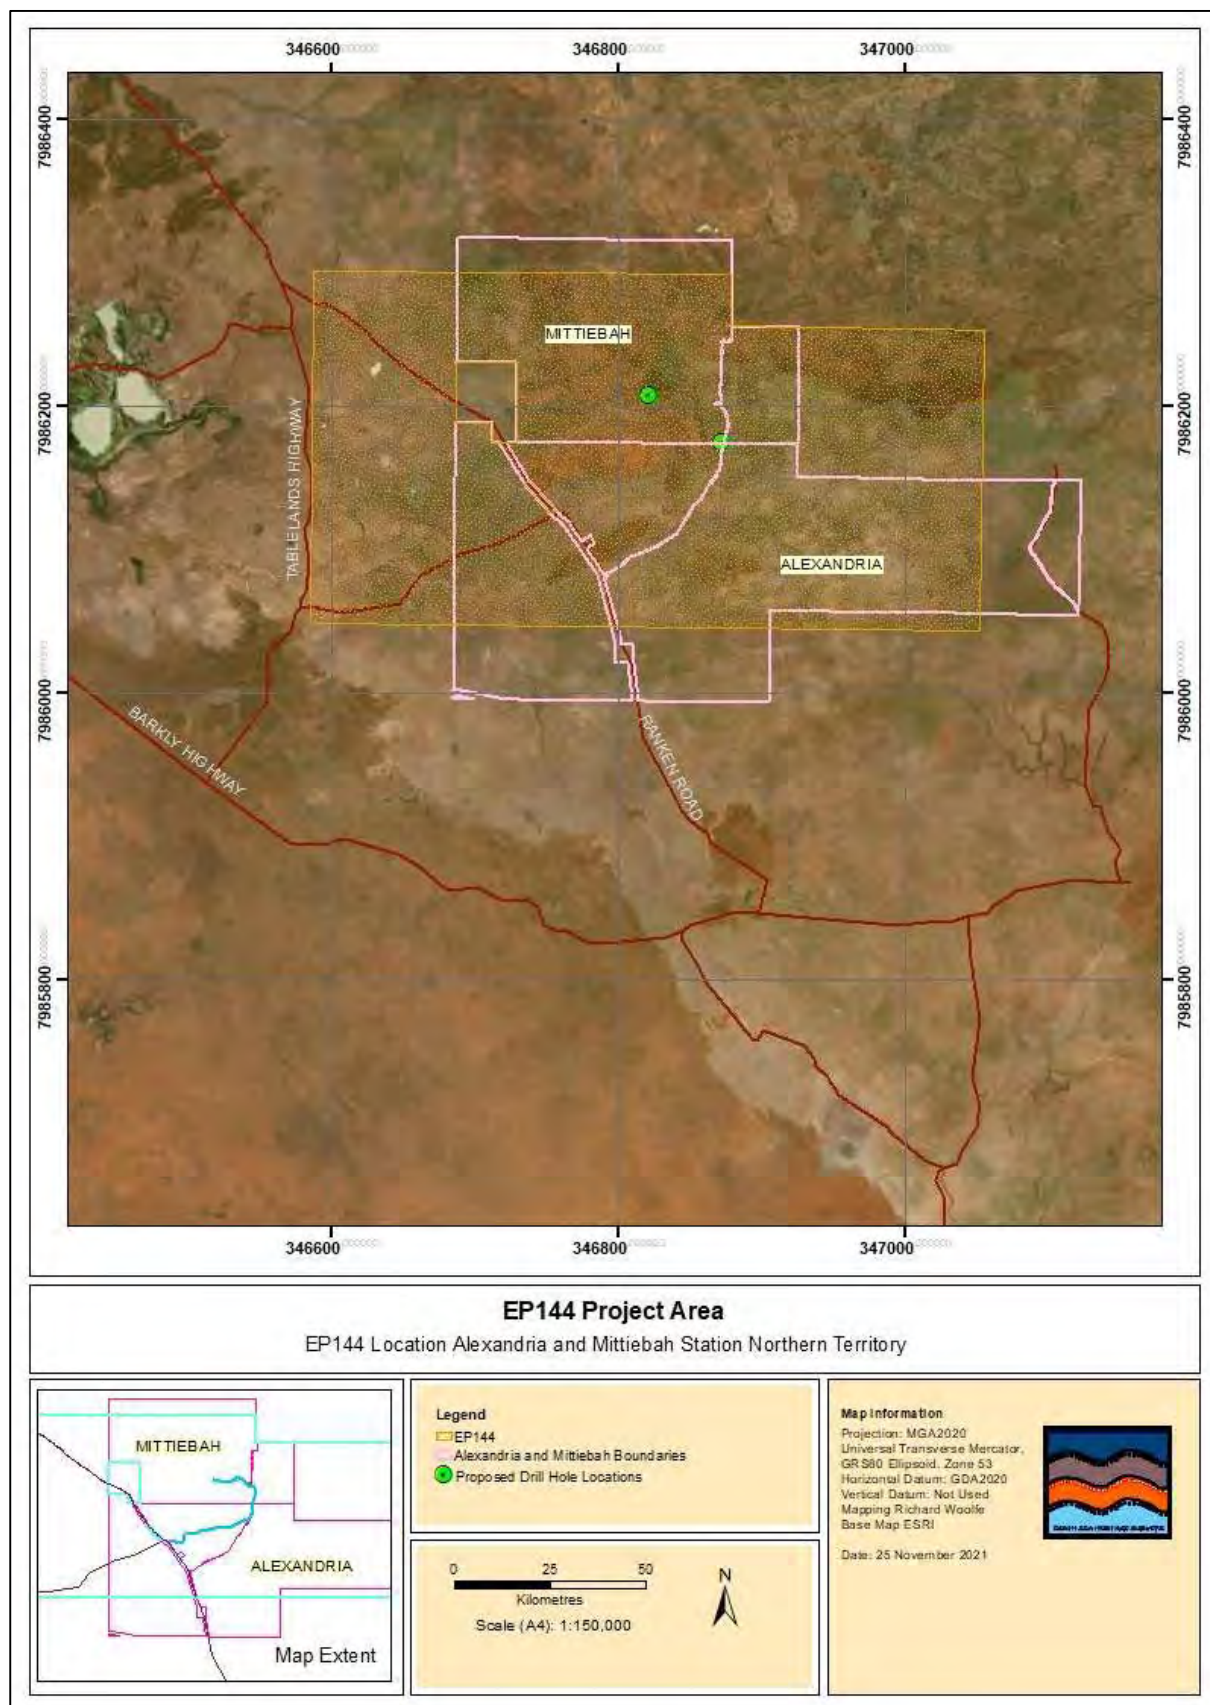 346600 346800 347000
7986400 7986400
MITTIEBAH
7986200 7986200
TABLELANDS HIGHWAY
ALEXANDRIA
7986000 7986000
BARKLY HIGHWAY
RANKEN ROAD
7985800 7985800
346600 346800 347000
EP144 Project Area
EP144 Location Alexandria and Mittiebah Station Northern Territory
MITTIEBAH
ALEXANDRIA
Map Extent
Legend
EP144
Alexandria and Mittiebah Boundaries
Proposed Drill Hole Locations
0 25 50
Kilometres
Scale (A4): 1:150,000
N
Map Information
Projection: MGA2020
Universal Transverse Mercator,
GRS80 Ellipsoid. Zone 53
Horizontal Datum: GDA2020
Vertical Datum: Not Used
Mapping Richard Woolfe
Base Map ESRI
Date: 25 November 2021